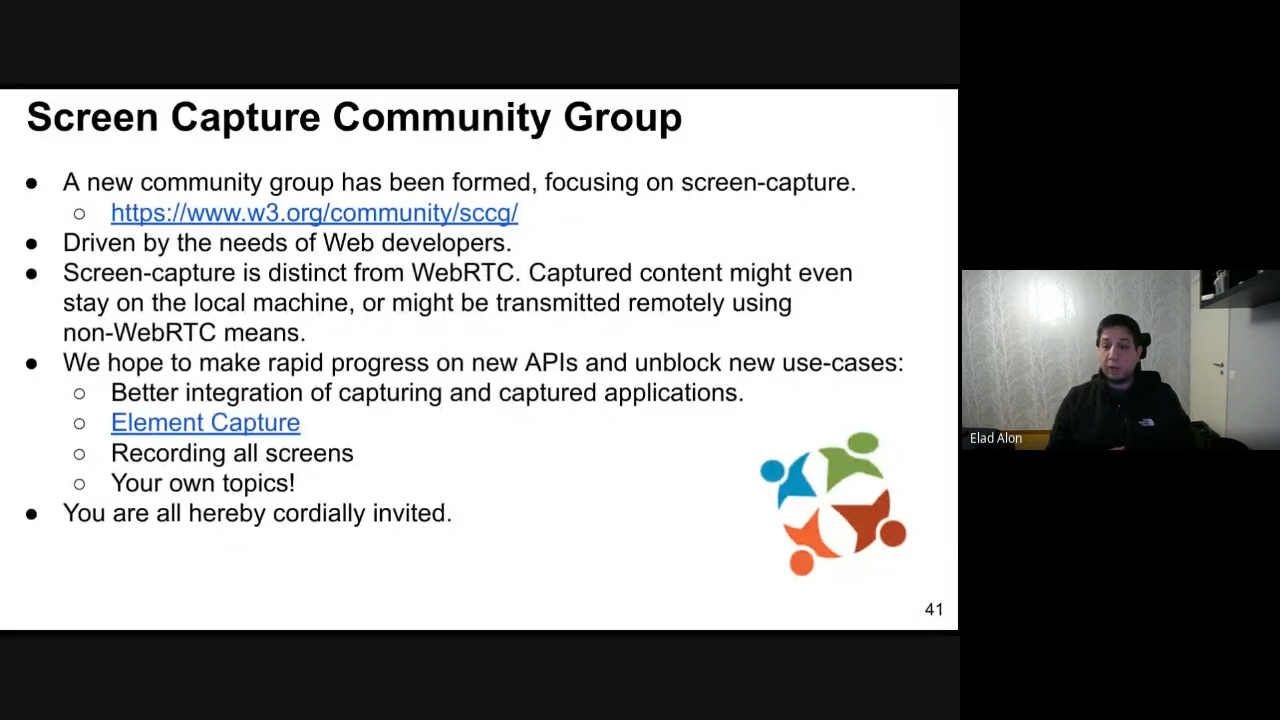 Screen Capture Community Group
● A new community group has been formed, focusing on screen-capture.
○ https://www.w3.org/community/sccg/
● Driven by the needs of Web developers.
● Screen-capture is distinct from WebRTC. Captured content might even
stay on the local machine, or might be transmitted remotely using
non-WebRTC means.
● We hope to make rapid progress on new APIs and unblock new use-cases:
○ Better integration of capturing and captured applications.
○ Element Capture
○ Recording all screens
○ Your own topics!
● You are all hereby cordially invited.
41
Elad Alon